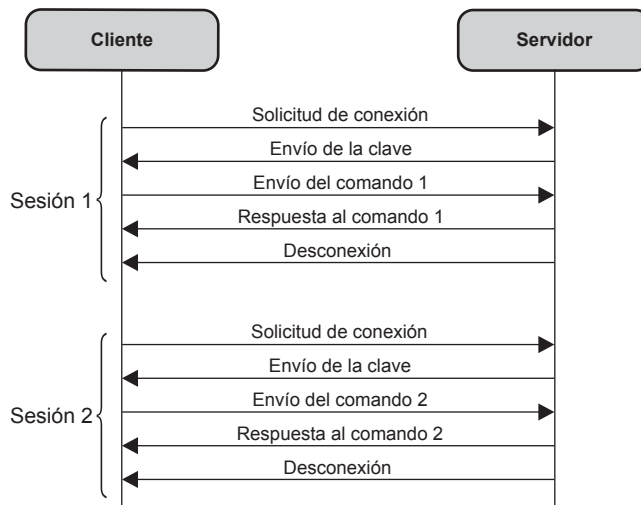 Cliente
Servidor
Solicitud de conexión
Envío de la clave
Envío del comando 1
Sesión 1
Respuesta al comando 1
Desconexión
Solicitud de conexión
Envío de la clave
Envío del comando 2
Sesión 2
Respuesta al comando 2
Desconexión